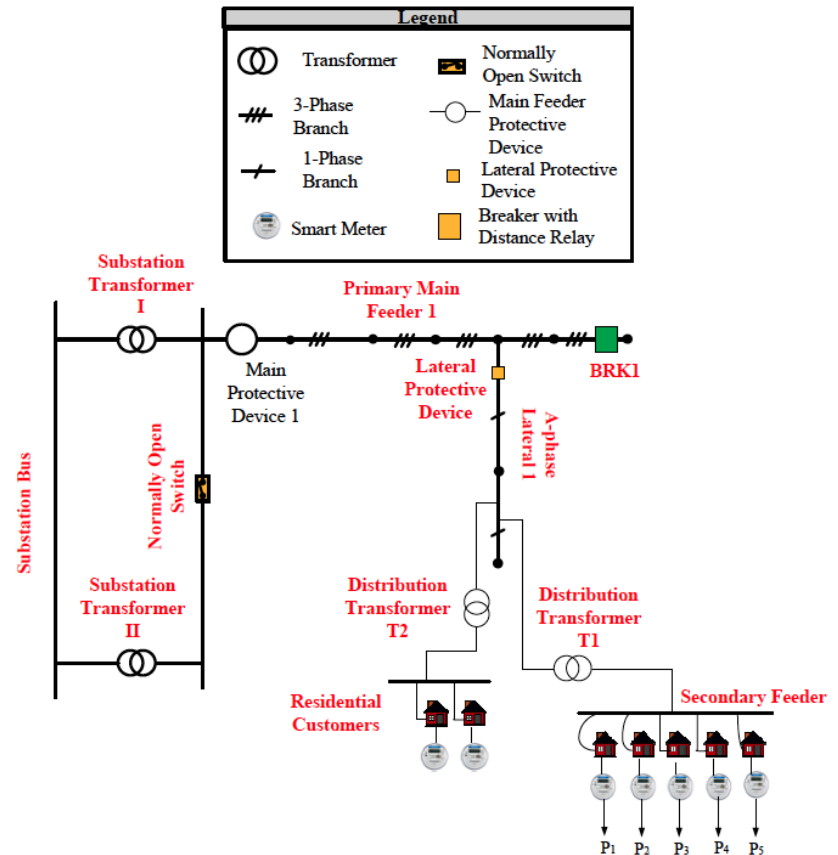 Legend
Transformer
Normally
Open Switch
3-Phase
Branch
Main Feeder
Protective
Device
1-Phase
Branch
Lateral Protective
Device
Smart Meter
Breaker with
Distance Relay
Substation
Transformer
I
Primary Main
Feeder 1
Main
Protective
Device 1
Lateral
Protective
Device
BRK1
A-phase
Lateral 1
Normally Open
Switch
Substation Bus
Substation
Transformer
II
Distribution
Transformer
T2
Distribution
Transformer
T1
Residential
Customers
Secondary Feeder
P1
P2
P3
P4
P5